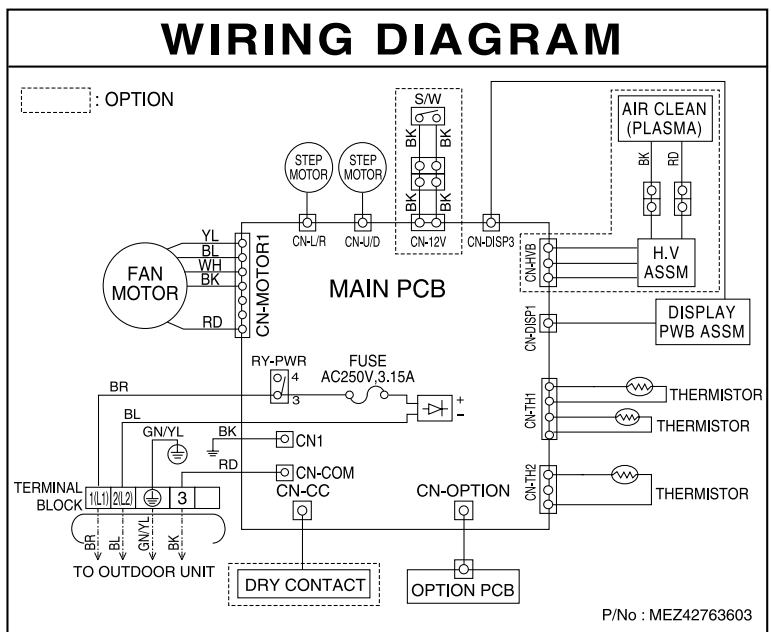 WIRING DIAGRAM
: OPTION
S/W
BK
BK
BK
BK
AIR CLEAN
(PLASMA)
BK
RD
STEP
MOTOR
STEP
MOTOR
CN-L/R
CN-U/D
CN-12V
CN-DISP3
CN-HVB
H.V
ASSM
YL
BL
WH
BK
RD
FAN
MOTOR
CN-MOTOR1
MAIN PCB
CN-DISP1
DISPLAY
PWB ASSM
RY-PWR
4
3
FUSE
AC250V,3.15A
+
-
BR
BL
GN/YL
BK
CN1
RD
CN-COM
CN-TH1
THERMISTOR
THERMISTOR
CN-TH2
THERMISTOR
TERMINAL
BLOCK
1(L1)
2(L2)
3
BR
BL
GN/YL
BK
TO OUTDOOR UNIT
CN-CC
CN-OPTION
DRY CONTACT
OPTION PCB
P/No : MEZ42763603